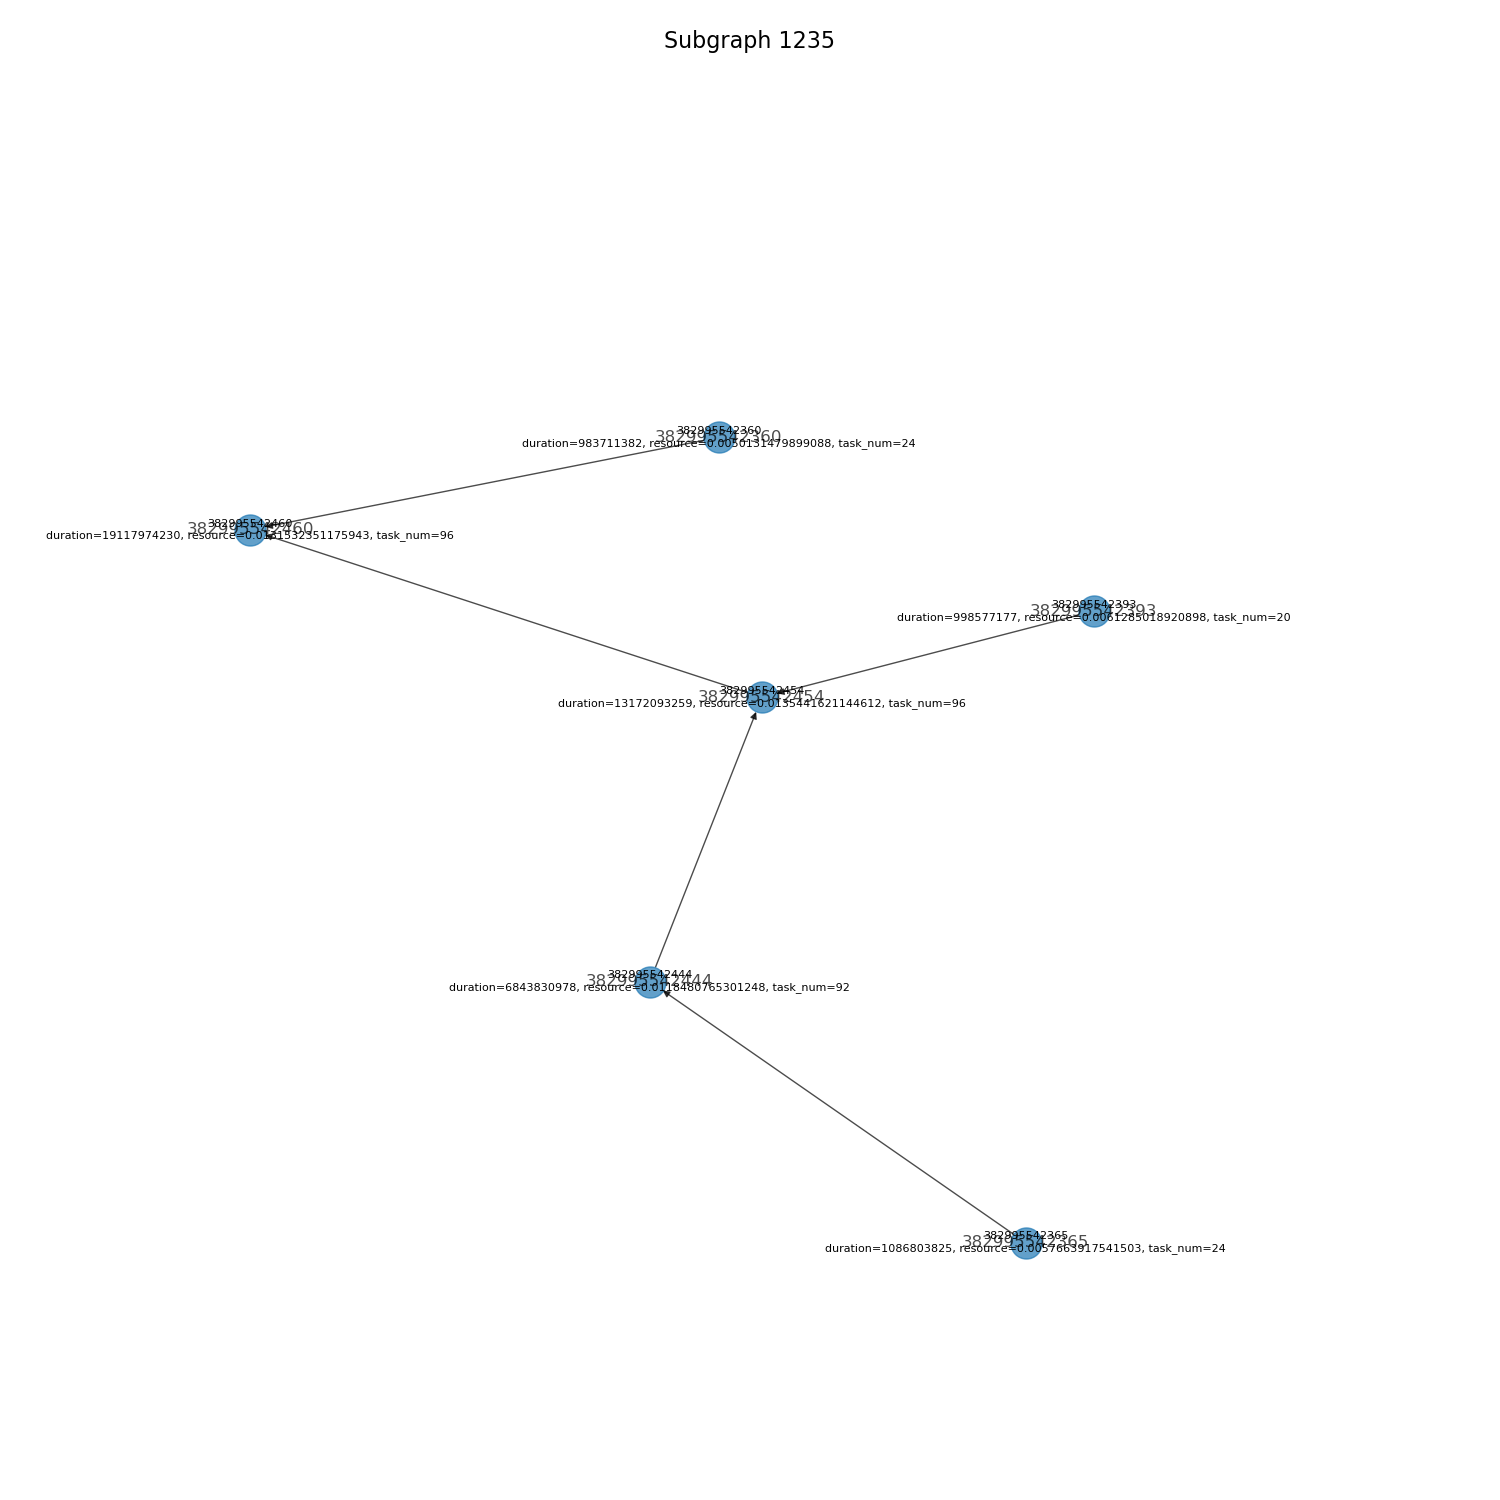 Subgraph 1235
382995542360
382995542360
duration=983711382, resource=0.0050131479899088, task_num=24
382995542460
382995542460
duration=19117974230, resource=0.0131532351175943, task_num=96
382995542393
382995542393
duration=998577177, resource=0.0061285018920898, task_num=20
382995542454
382995542454
duration=13172093259, resource=0.0135441621144612, task_num=96
382995542444
382995542444
duration=6843830978, resource=0.0118480765301248, task_num=92
382995542365
382995542365
duration=1086803825, resource=0.0057663917541503, task_num=24